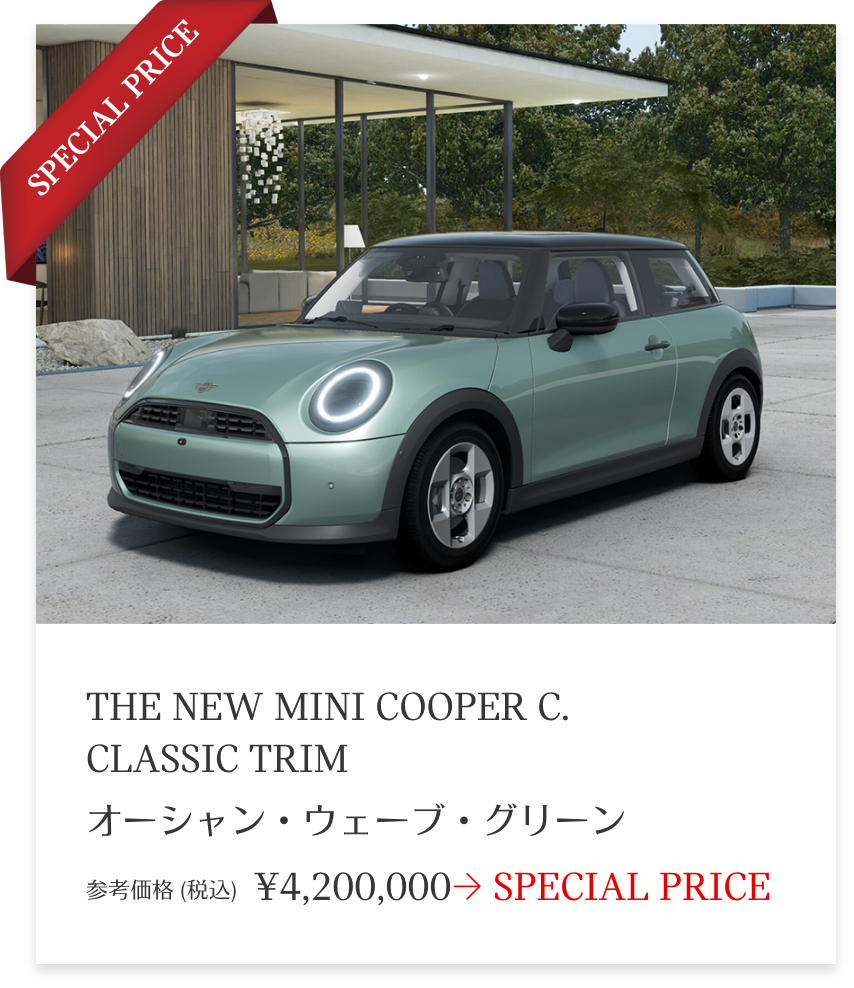 SPECIAL PRICE
THE NEW MINI COOPER C.
CLASSIC TRIM
オーシャン・ウェーブ・グリーン
参考価格 (税込) ¥4,200,000→ SPECIAL PRICE